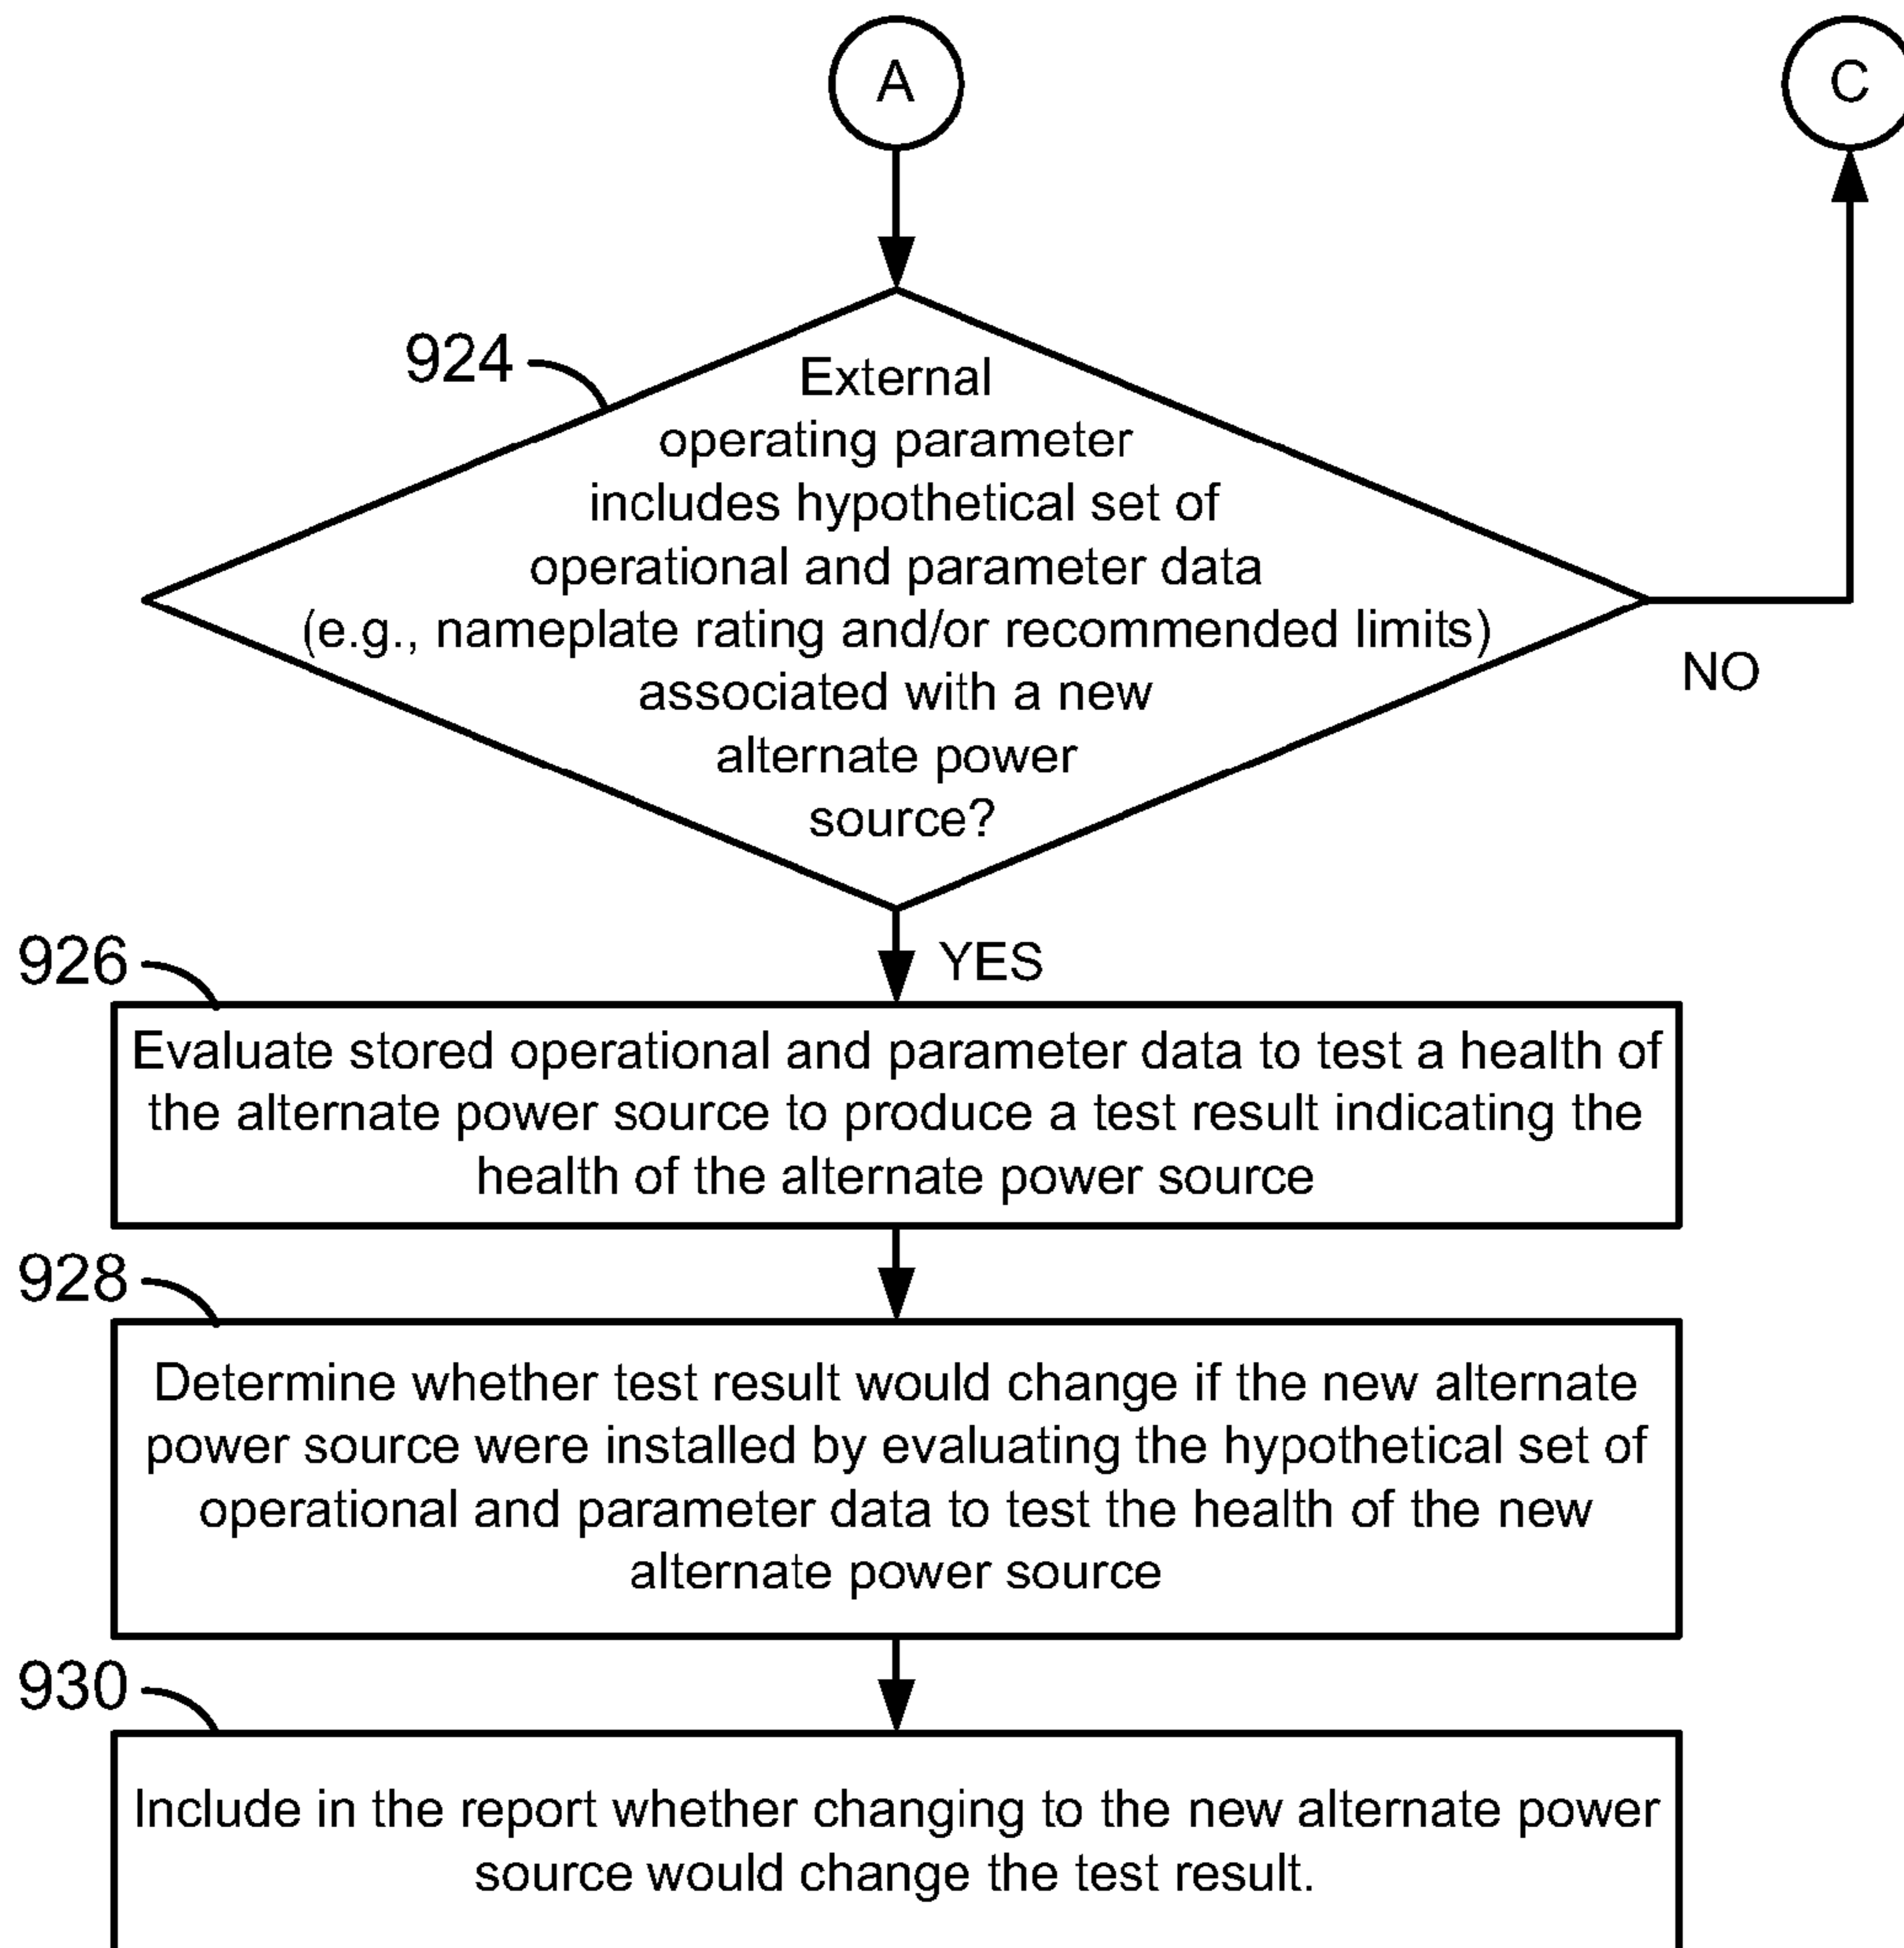 A
C
924
External
operating parameter
includes hypothetical set of
operational and parameter data
(e.g., nameplate rating and/or recommended limits)
associated with a new
alternate power
source?
NO
YES
926
Evaluate stored operational and parameter data to test a health of
the alternate power source to produce a test result indicating the
health of the alternate power source
928
Determine whether test result would change if the new alternate
power source were installed by evaluating the hypothetical set of
operational and parameter data to test the health of the new
alternate power source
930
Include in the report whether changing to the new alternate power
source would change the test result.